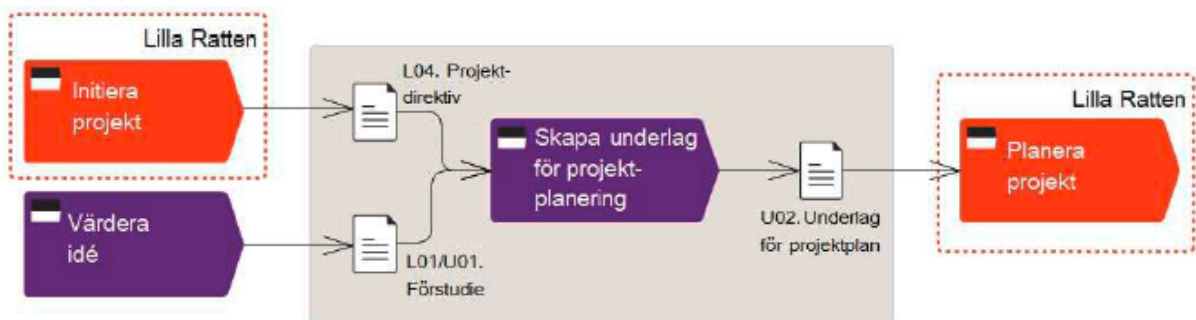 Lilla Ratten
Initiera
projekt
Värdera
idé
L04. Projekt-
direktiv
L01/U01.
Förstudie
Skapa underlag
för projekt-
planering
U02. Underlag
för projektplan
Lilla Ratten
Planera
projekt